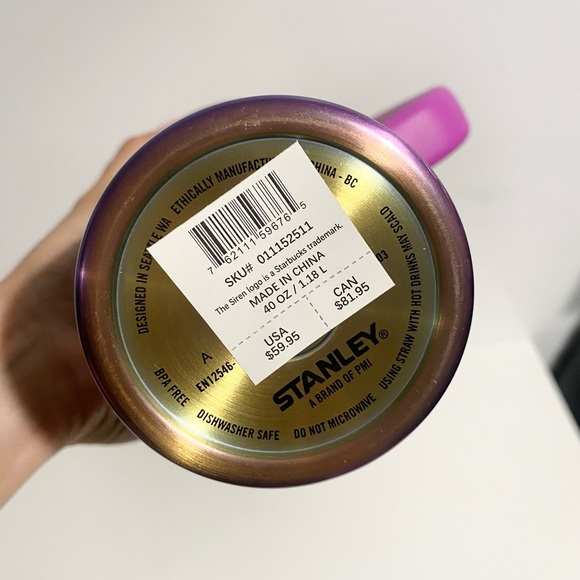 7 62111 59676 5
SKU# 011152511
The Siren logo is a Starbucks trademark.
MADE IN CHINA
40 OZ / 1.18 L
USA
$59.95
CAN
$81.95
DESIGNED IN SEATTLE WA
ETHICALLY MANUFACTU
CHINA - BC
03
A
EN12546-
STANLEY®
A BRAND OF PMI
BPA FREE
DISHWASHER SAFE
DO NOT MICROWAVE
USING STRAW WITH HOT DRINKS MAY SCALD